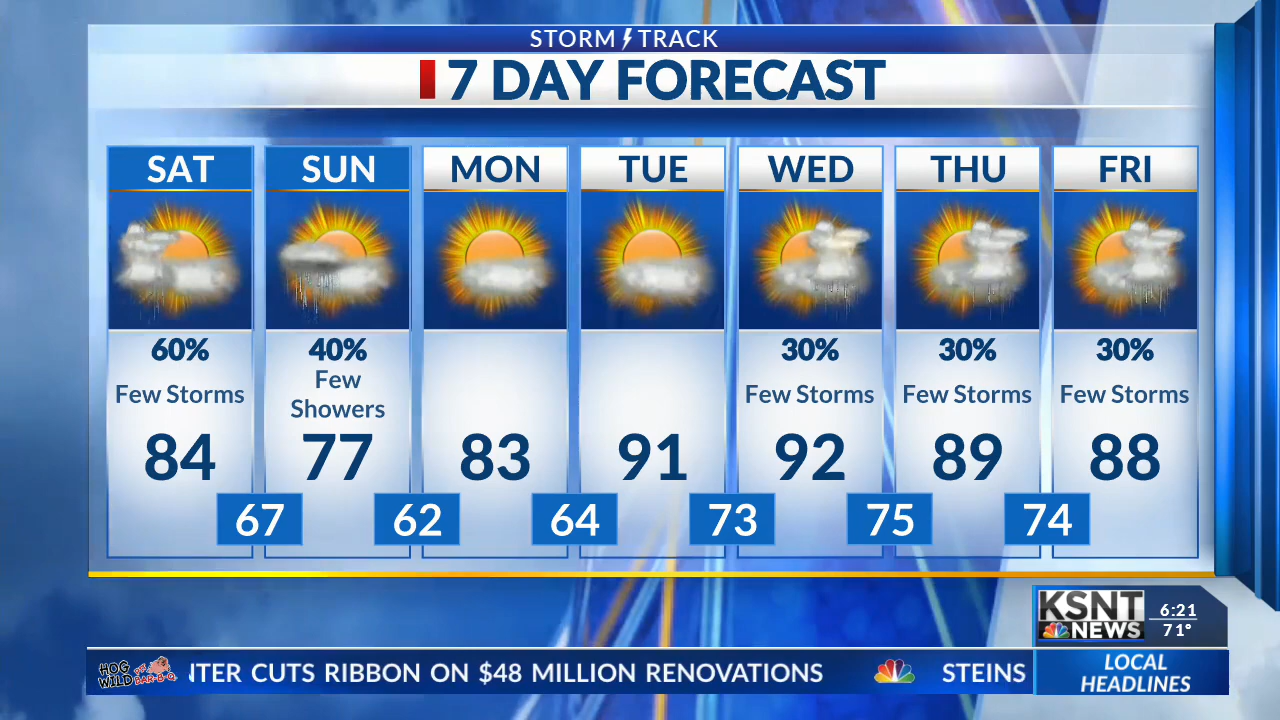 STORM TRACK
7 DAY FORECAST
SAT SUN MON TUE WED THU FRI
60% 40% 30% 30% 30%
Few Storms Few Showers Few Storms Few Storms Few Storms
84 77 83 91 92 89 88
67 62 64 73 75 74
KSNT NEWS
6:21
71°
HOG WILD PIT BAR-B-Q
NTER CUTS RIBBON ON $48 MILLION RENOVATIONS STEINS
LOCAL
HEADLINES